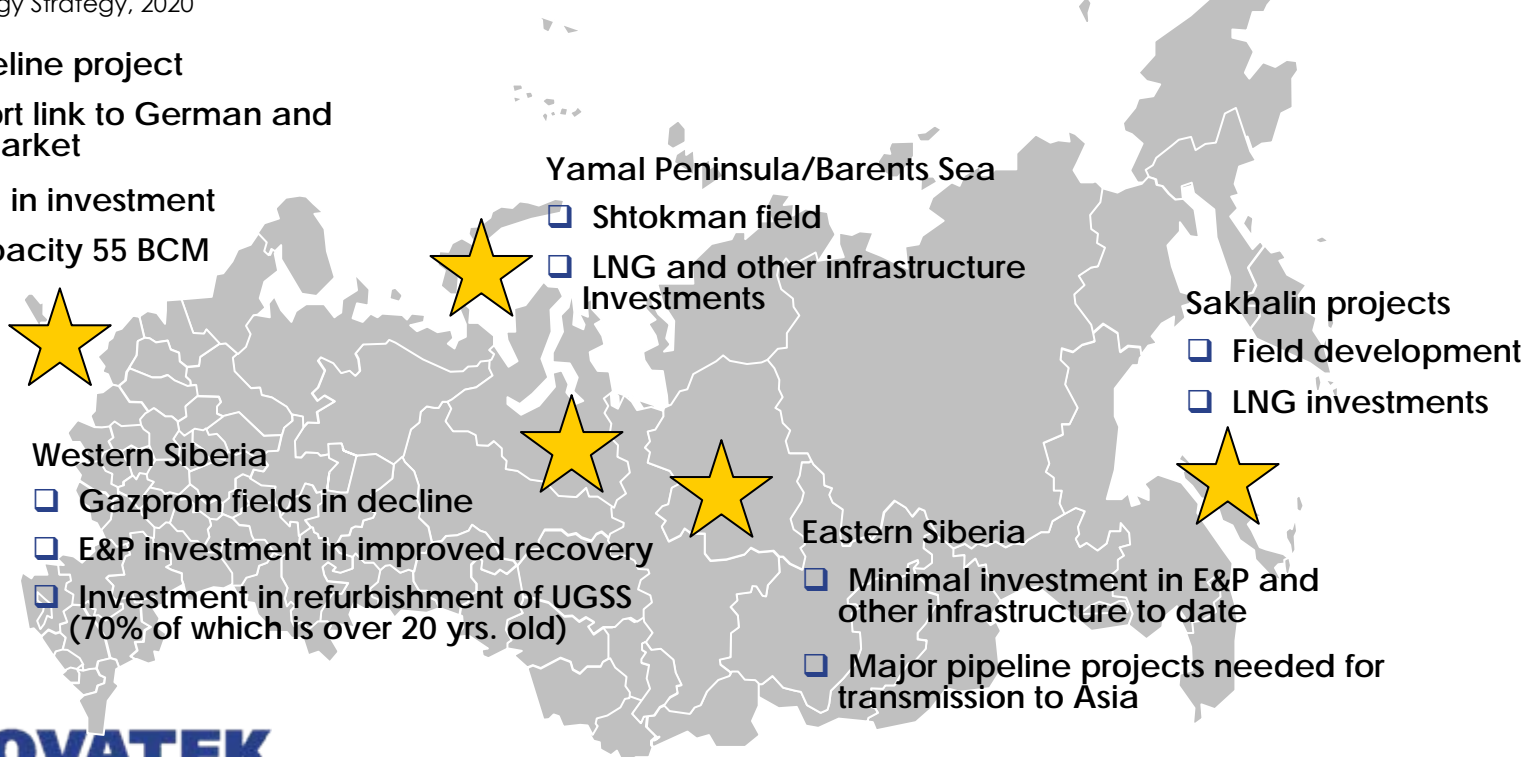 gy Strategy, 2020
eline project
ort link to German and
arket
in investment
pacity 55 BCM
Yamal Peninsula/Barents Sea
❑ Shtokman field
❑ LNG and other infrastructure
Investments
Sakhalin projects
❑ Field development
❑ LNG investments
Western Siberia
❑ Gazprom fields in decline
❑ E&P investment in improved recovery
❑ Investment in refurbishment of UGSS
(70% of which is over 20 yrs. old)
Eastern Siberia
❑ Minimal investment in E&P and
other infrastructure to date
❑ Major pipeline projects needed for
transmission to Asia
OVATEK